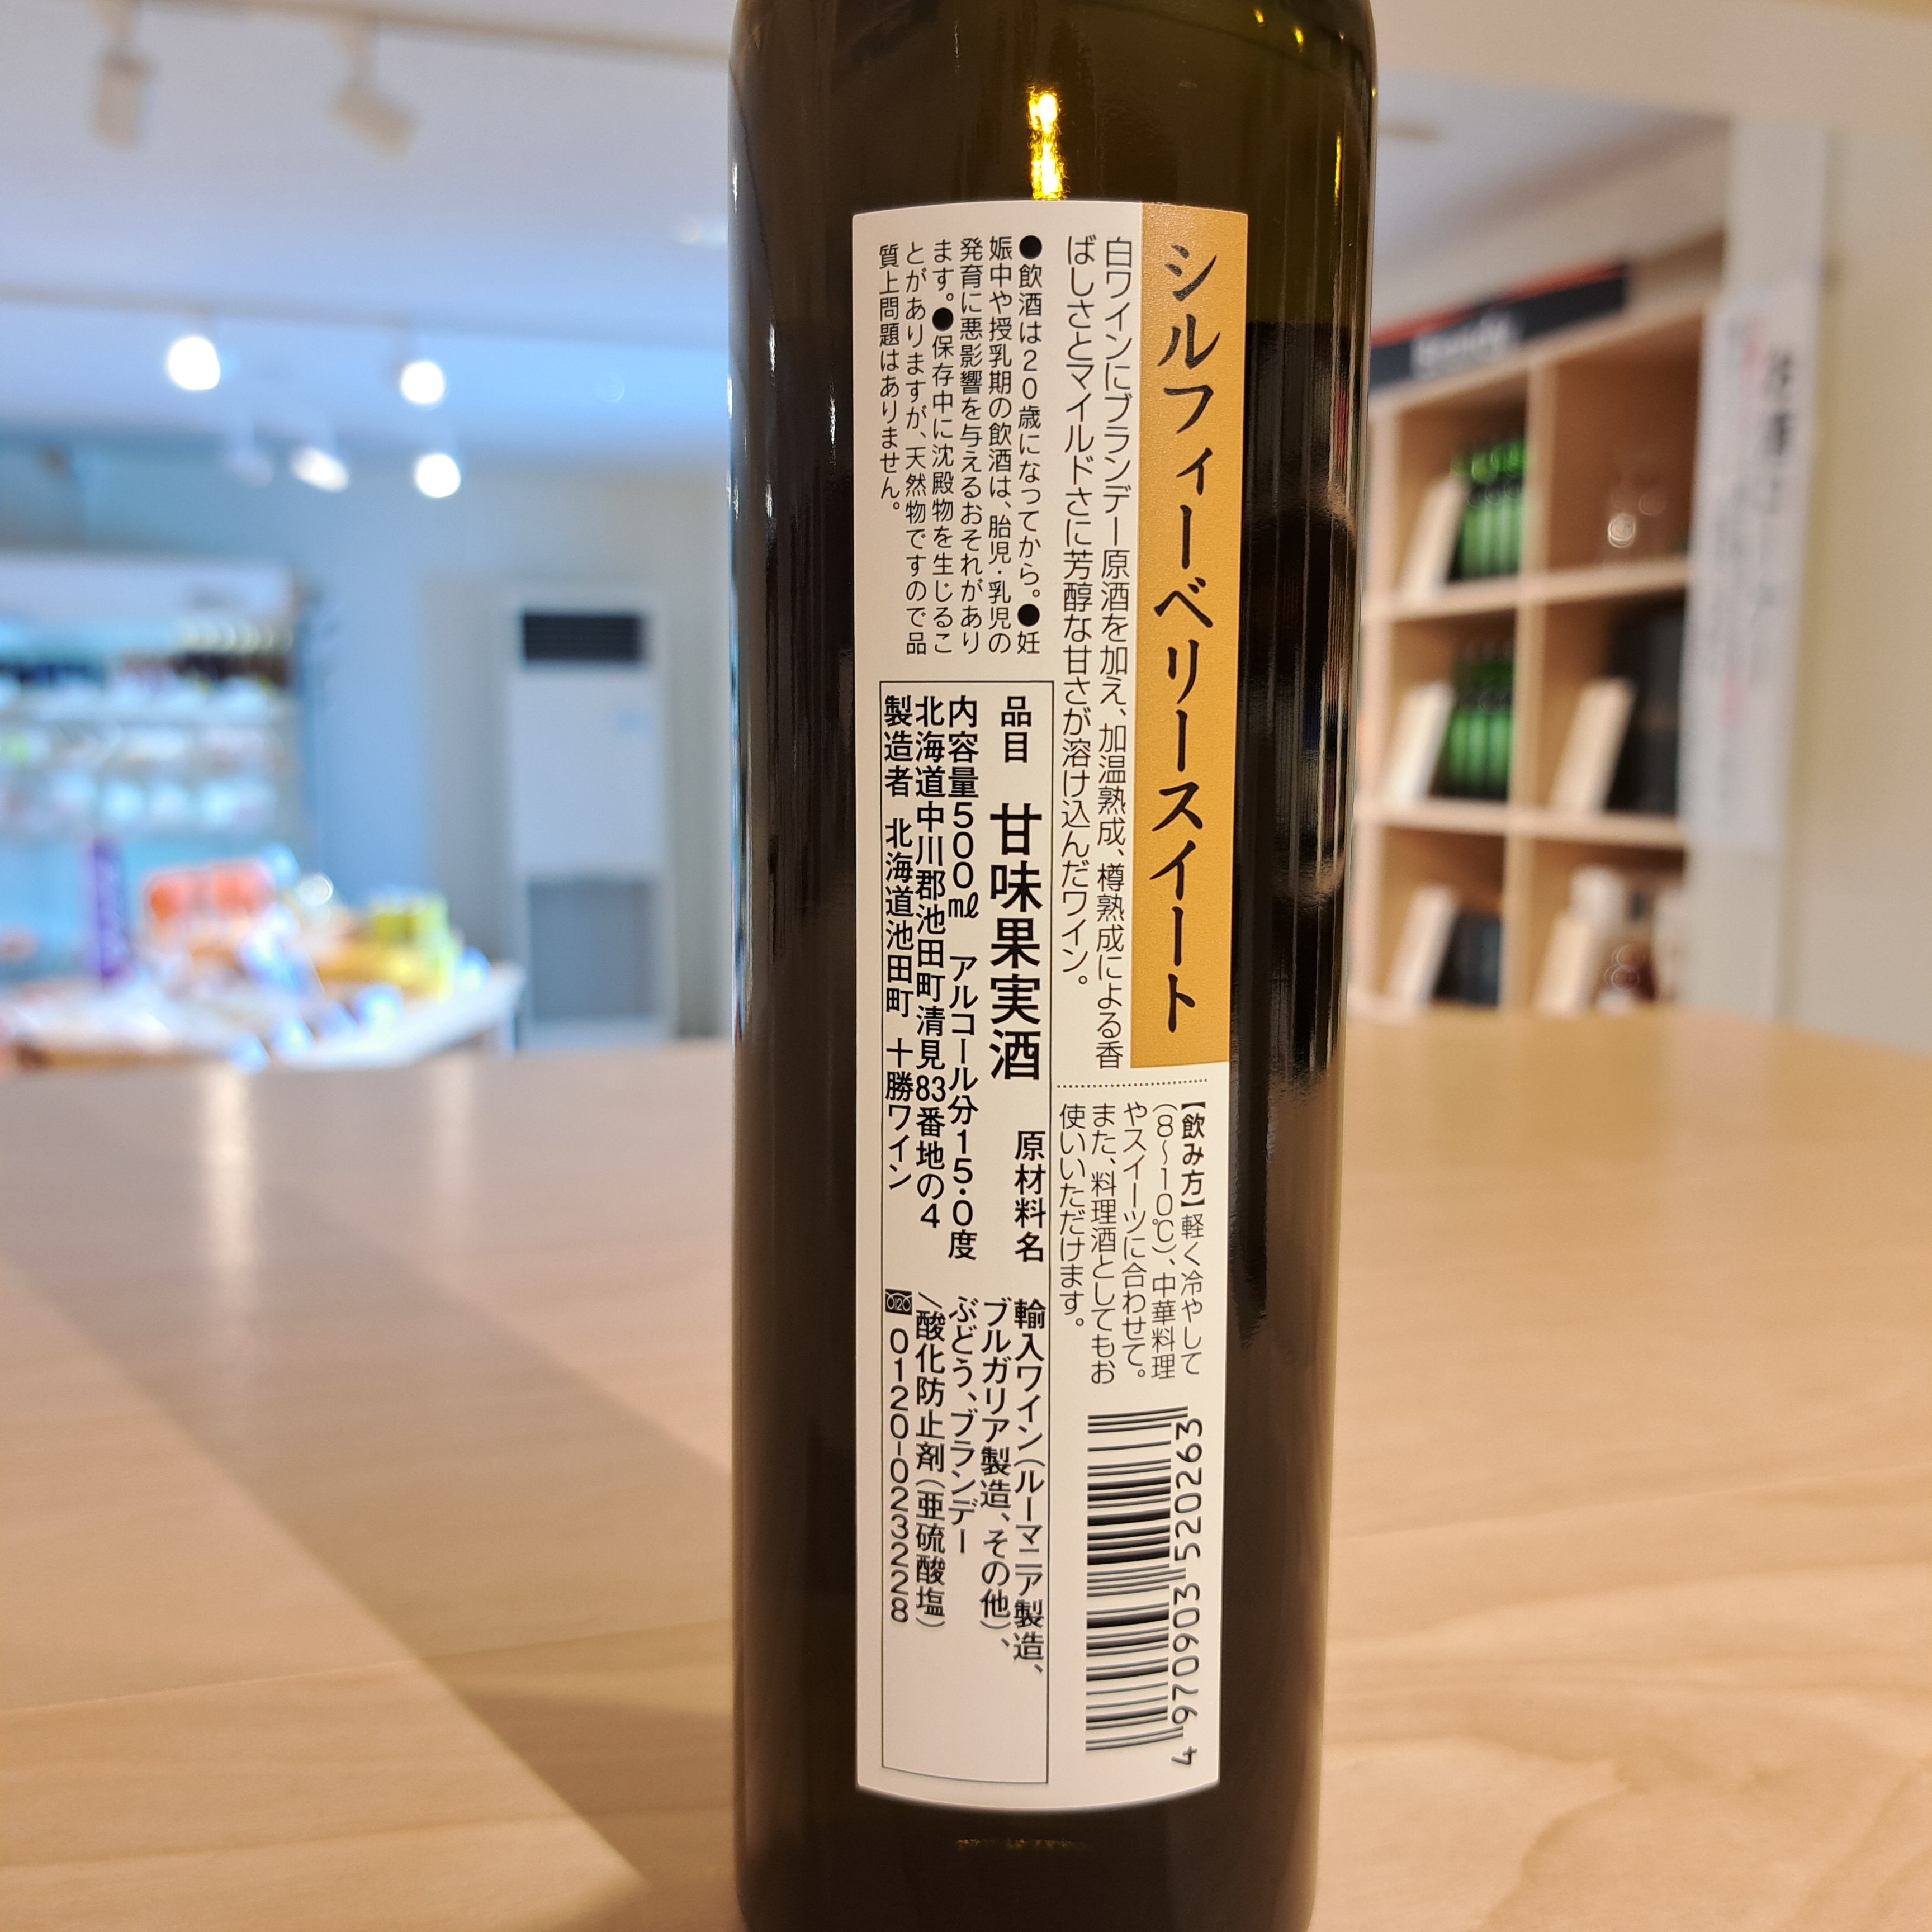 シルフィーベリースイート
白ワインにブランデー原酒を加え、加温熟成、樽熟成による香
ばしさとマイルドさに芳醇な甘さが溶け込んだワイン。
【飲み方】軽く冷やして
(8〜10℃)、中華料理
やスイーツに合わせて。
また、料理酒としてもお
使いいただけます。
4970903520263
●飲酒は20歳になってから。●妊
娠中や授乳期の飲酒は、胎児・乳児の
発育に悪影響を与えるおそれがあり
ます。●保存中に沈殿物を生じるこ
とがありますが、天然物ですので品
質上問題はありません。
品目 甘味果実酒
原材料名 輸入ワイン(ルーマニア製造、
ブルガリア製造、その他)、
ぶどう、ブランデー
/酸化防止剤(亜硫酸塩)
内容量500㎖ アルコール分15.0度
北海道中川郡池田町清見83番地の4
製造者 北海道池田町 十勝ワイン
0120-023228